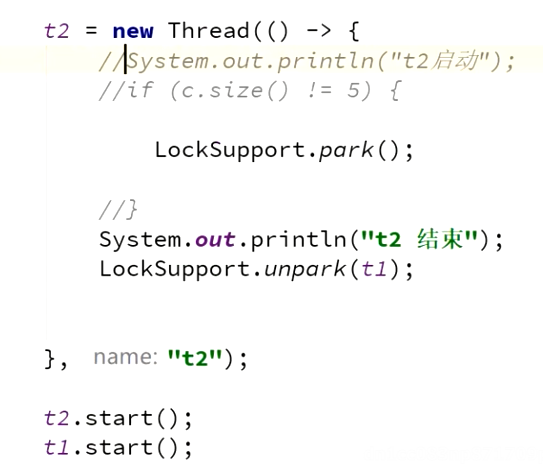 t2 = new Thread(() -> {
//System.out.println("t2启动");
//if (c.size() != 5) {
LockSupport.park();
//}
System.out.println("t2 结束");
LockSupport.unpark(t1);
}, name: "t2");
t2.start();
t1.start();